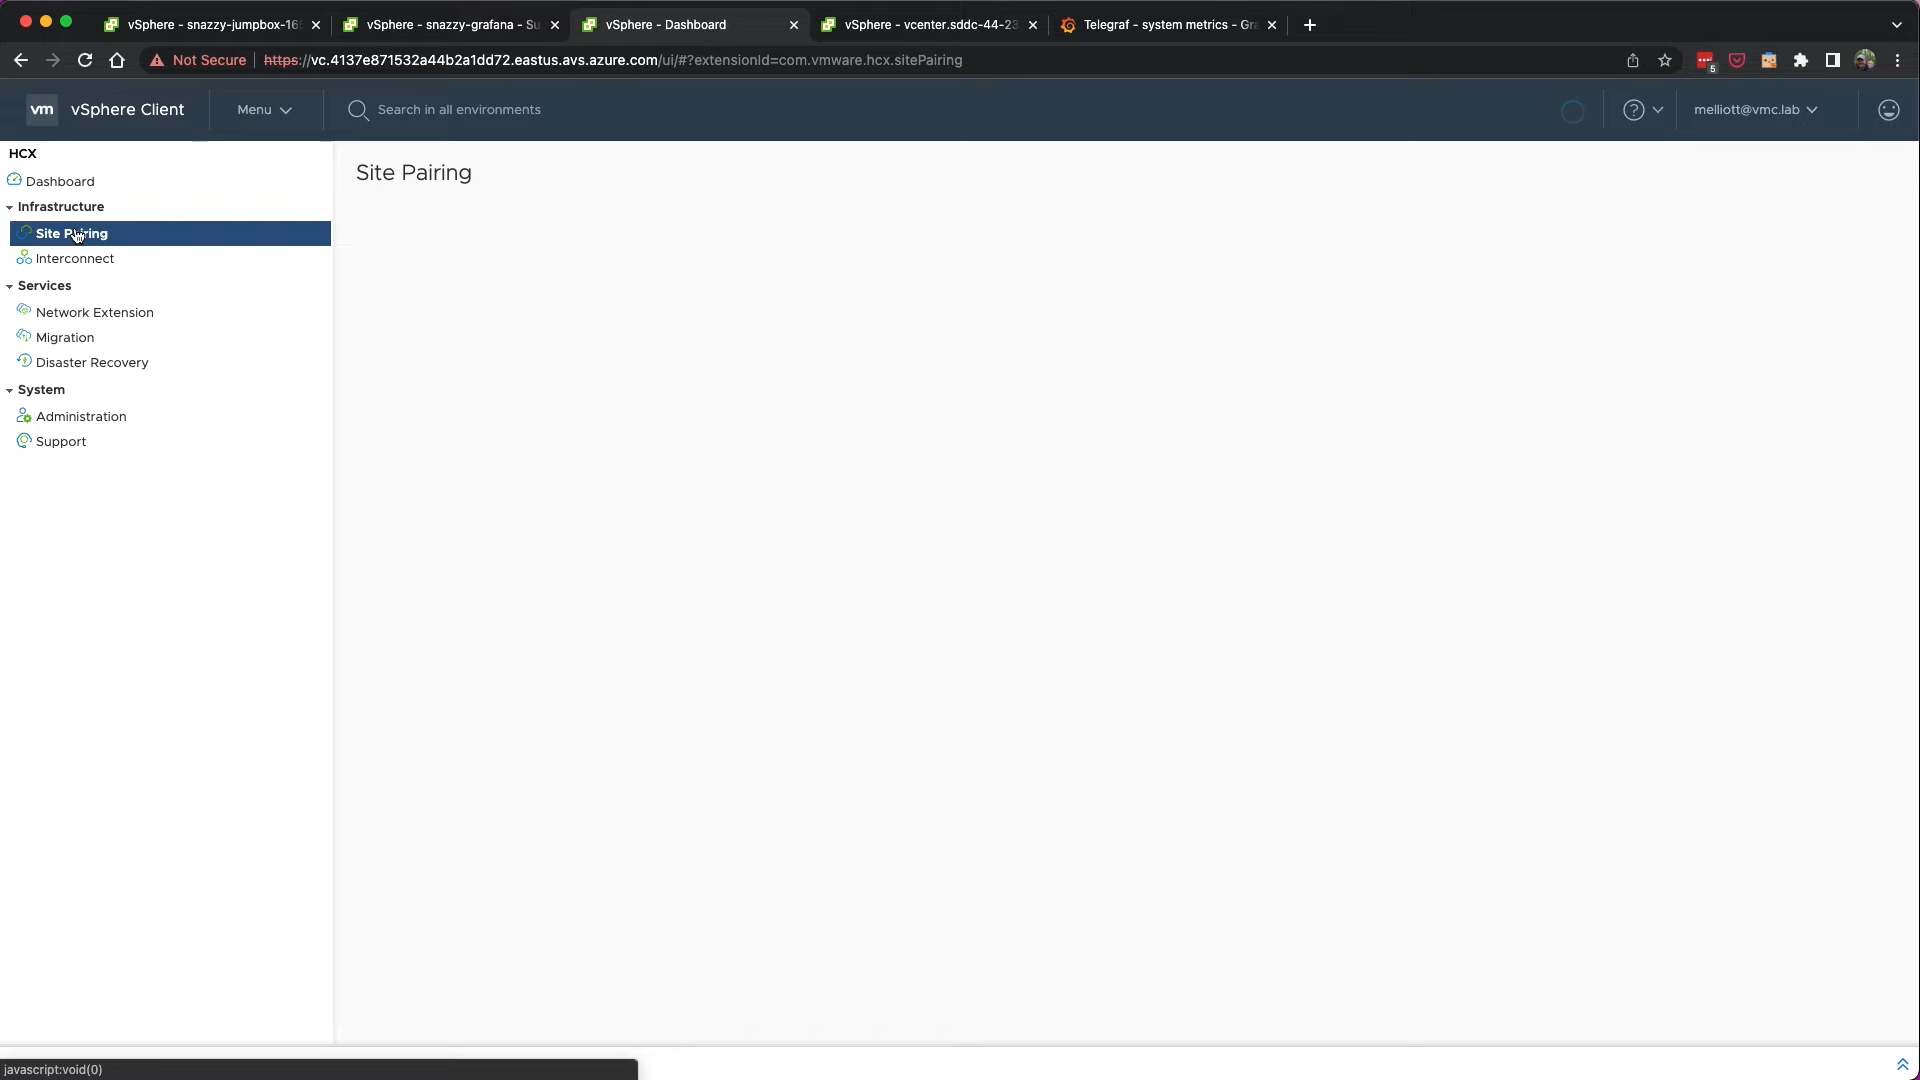 vSphere - snazzy-jumpbox-16
vSphere - snazzy-grafana - Su
vSphere - Dashboard
vSphere - vcenter.sddc-44-23
Telegraf - system metrics - Gra
Not Secure
https://vc.4137e871532a44b2a1dd72.eastus.avs.azure.com/ui/#?extensionId=com.vmware.hcx.sitePairing
5
vm vSphere Client
Menu
Search in all environments
melliott@vmc.lab
HCX
Site Pairing
Dashboard
Infrastructure
Site Pairing
Interconnect
Services
Network Extension
Migration
Disaster Recovery
System
Administration
Support
javascript:void(0)